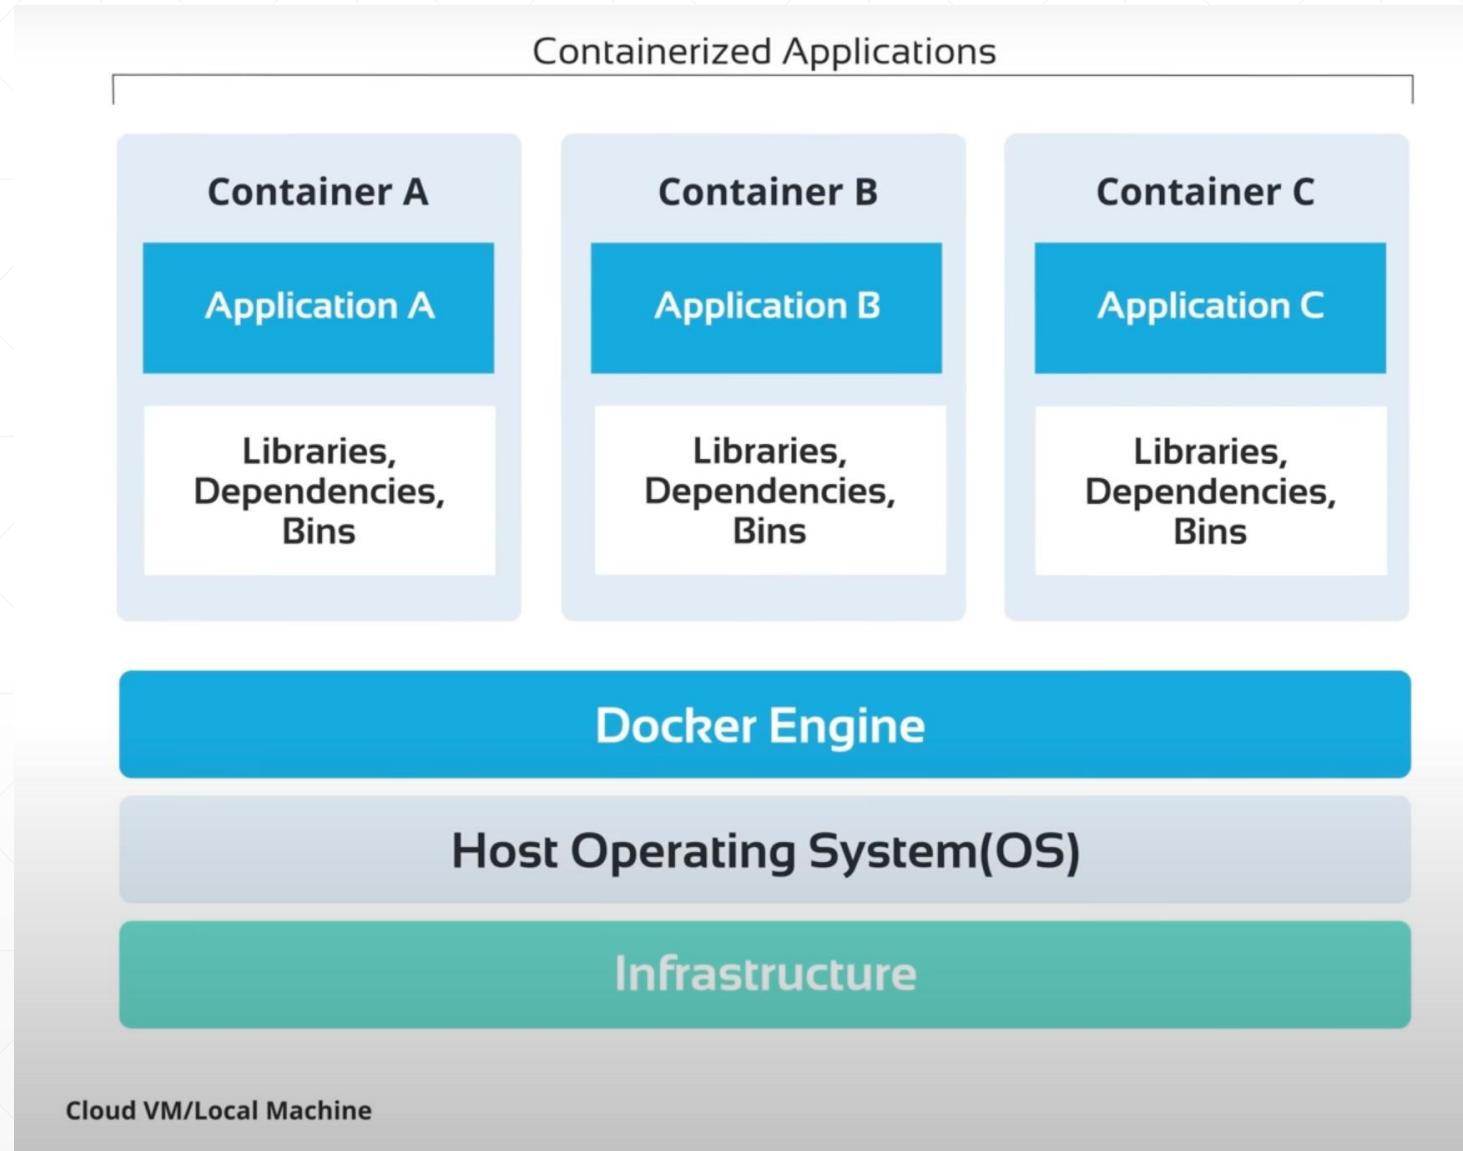 Containerized Applications
Container A
Application A
Libraries,
Dependencies,
Bins
Container B
Application B
Libraries,
Dependencies,
Bins
Container C
Application C
Libraries,
Dependencies,
Bins
Docker Engine
Host Operating System(OS)
Infrastructure
Cloud VM/Local Machine